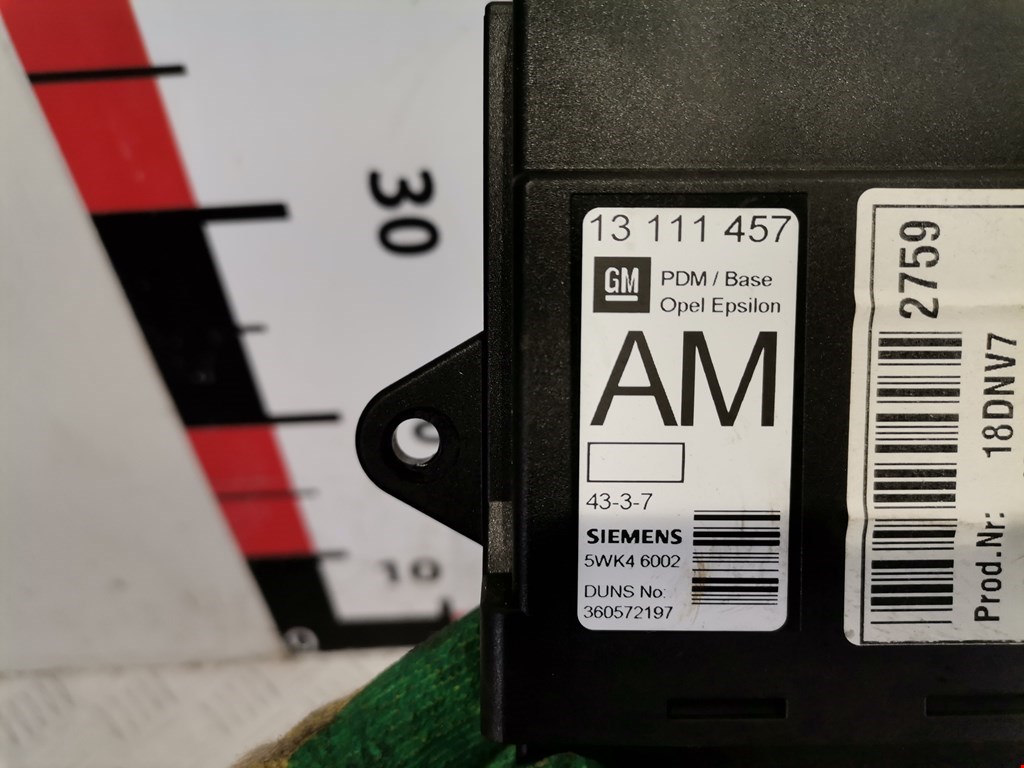 30
10
0
13 111 457
GM
PDM / Base
Opel Epsilon
AM
43-3-7
SIEMENS
5WK4 6002
DUNS No:
360572197
2759
Prod.Nr: 18DNV7